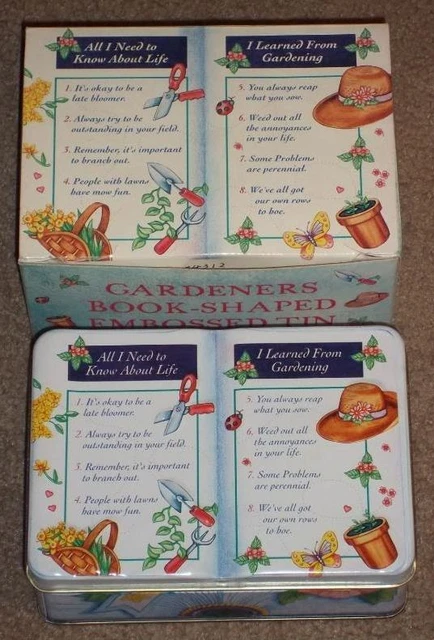 All I Need to
Know About Life
1. It's okay to be a
late bloomer.
2. Always try to be
outstanding in your field.
3. Remember, it's important
to branch out.
4. People with lawns
have mow fun.
I Learned From
Gardening
5. You always reap
what you sow.
6. Weed out all
the annoyances
in your life.
7. Some Problems
are perennial.
8. We've all got
our own rows
to hoe.
GARDENERS
BOOK-SHAPED
EMBOSSED TIN
All I Need to
Know About Life
1. It's okay to be a
late bloomer.
2. Always try to be
outstanding in your field.
3. Remember, it's important
to branch out.
4. People with lawns
have mow fun.
I Learned From
Gardening
5. You always reap
what you sow.
6. Weed out all
the annoyances
in your life.
7. Some Problems
are perennial.
8. We've all got
our own rows
to hoe.